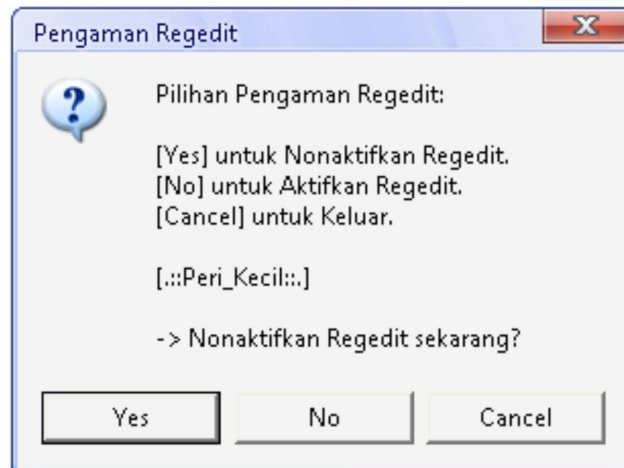 Pengaman Regedit
Pilihan Pengaman Regedit:
[Yes] untuk Nonaktifkan Regedit.
[No] untuk Aktifkan Regedit.
[Cancel] untuk Keluar.
[.::Peri_Kecil::.]
-> Nonaktifkan Regedit sekarang?
Yes No Cancel